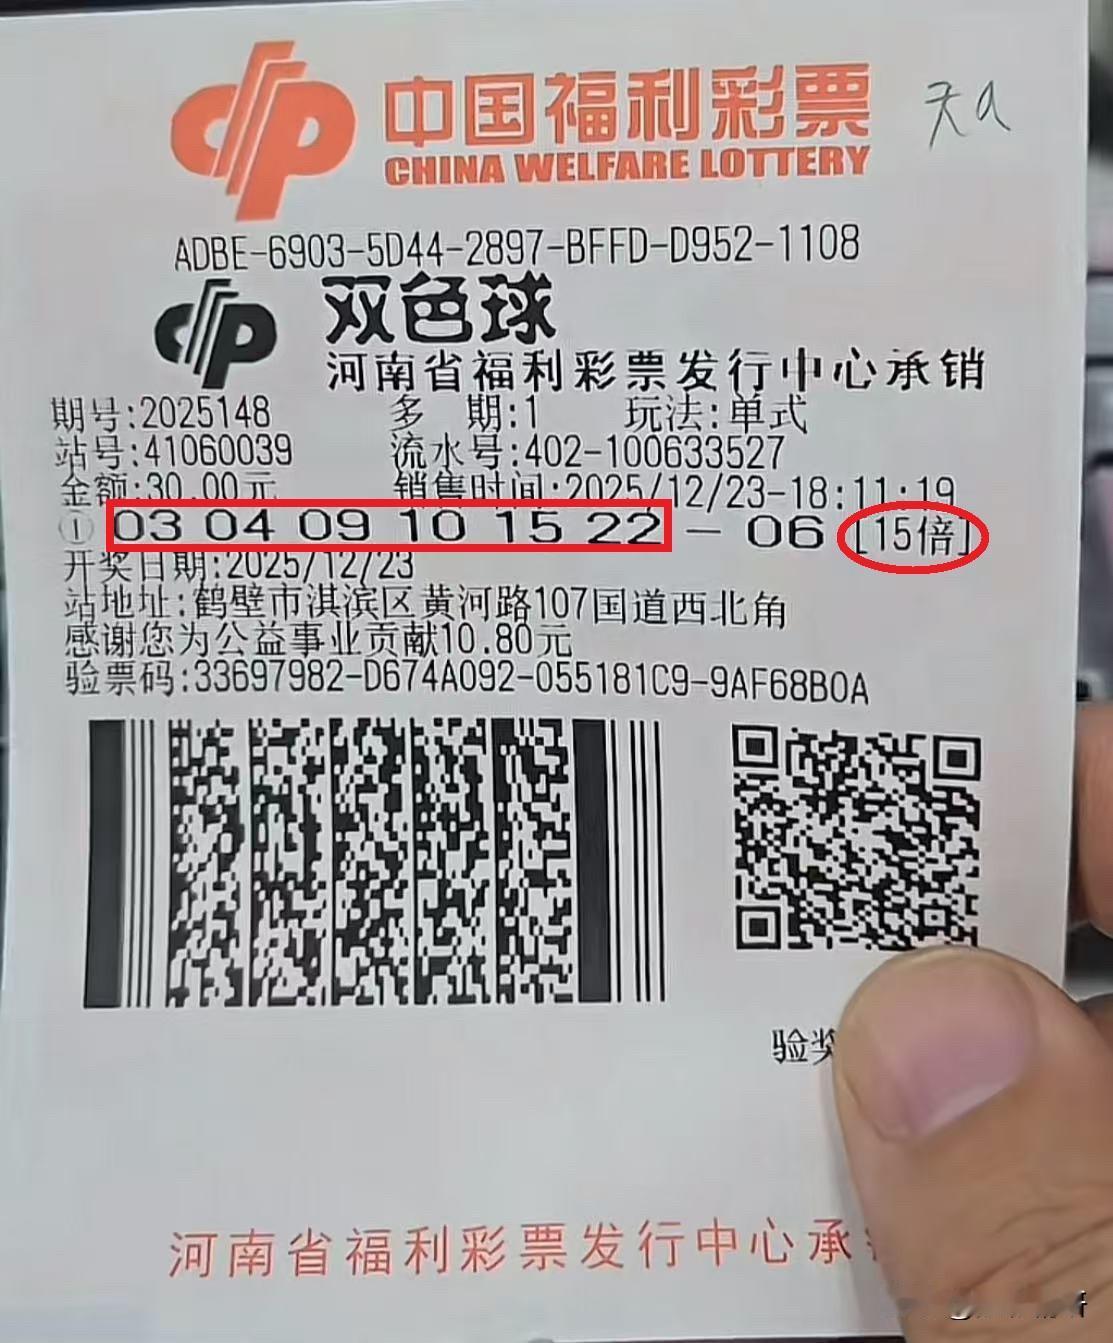 中国福利彩票
CHINA WELFARE LOTTERY
ADBE-6903-5D44-2897-BFFD-D952-1108
双色球
河南省福利彩票发行中心承销
期号:2025148 多 期:1 玩法:单式
站号:41060039 流水号:402-100633527
金额:30.00元 销售时间:2025/12/23-18:11:19
① 03 04 09 10 15 22 — 06 [15倍]
开奖日期:2025/12/23
站地址:鹤壁市淇滨区黄河路107国道西北角
感谢您为公益事业贡献10.80元
验票码:33697982-D674A092-055181C9-9AF68B0A
验奖
河南省福利彩票发行中心承